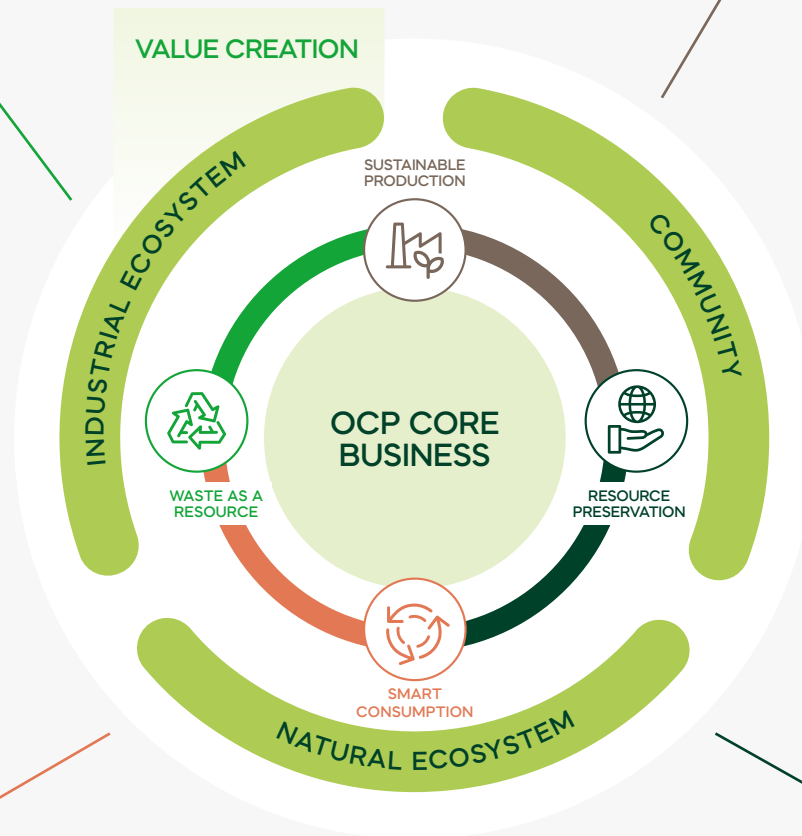 VALUE CREATION
INDUSTRIAL ECOSYSTEM
COMMUNITY
SUSTAINABLE
PRODUCTION
OCP CORE
BUSINESS
WASTE AS A
RESOURCE
RESOURCE
PRESERVATION
SMART
CONSUMPTION
NATURAL ECOSYSTEM